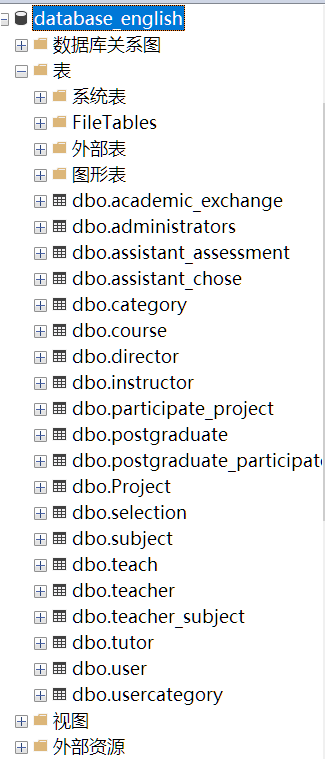 database_english
数据库关系图
表
系统表
FileTables
外部表
图形表
dbo.academic_exchange
dbo.administrators
dbo.assistant_assessment
dbo.assistant_chose
dbo.category
dbo.course
dbo.director
dbo.instructor
dbo.participate_project
dbo.postgraduate
dbo.postgraduate_participate
dbo.Project
dbo.selection
dbo.subject
dbo.teach
dbo.teacher
dbo.teacher_subject
dbo.tutor
dbo.user
dbo.usercategory
视图
外部资源